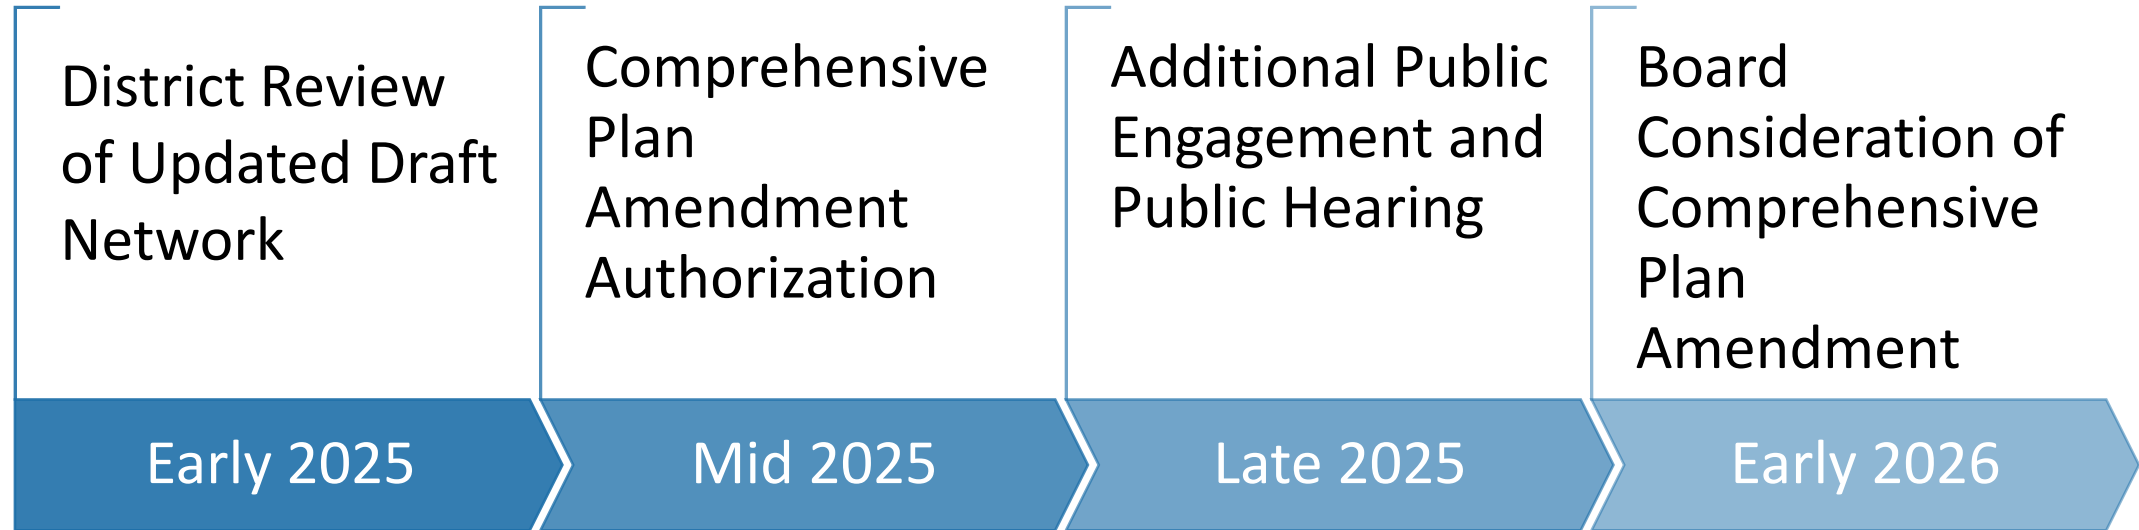 District Review
of Updated Draft
Network
Comprehensive
Plan
Amendment
Authorization
Additional Public
Engagement and
Public Hearing
Board
Consideration of
Comprehensive
Plan
Amendment
Early 2025
Mid 2025
Late 2025
Early 2026